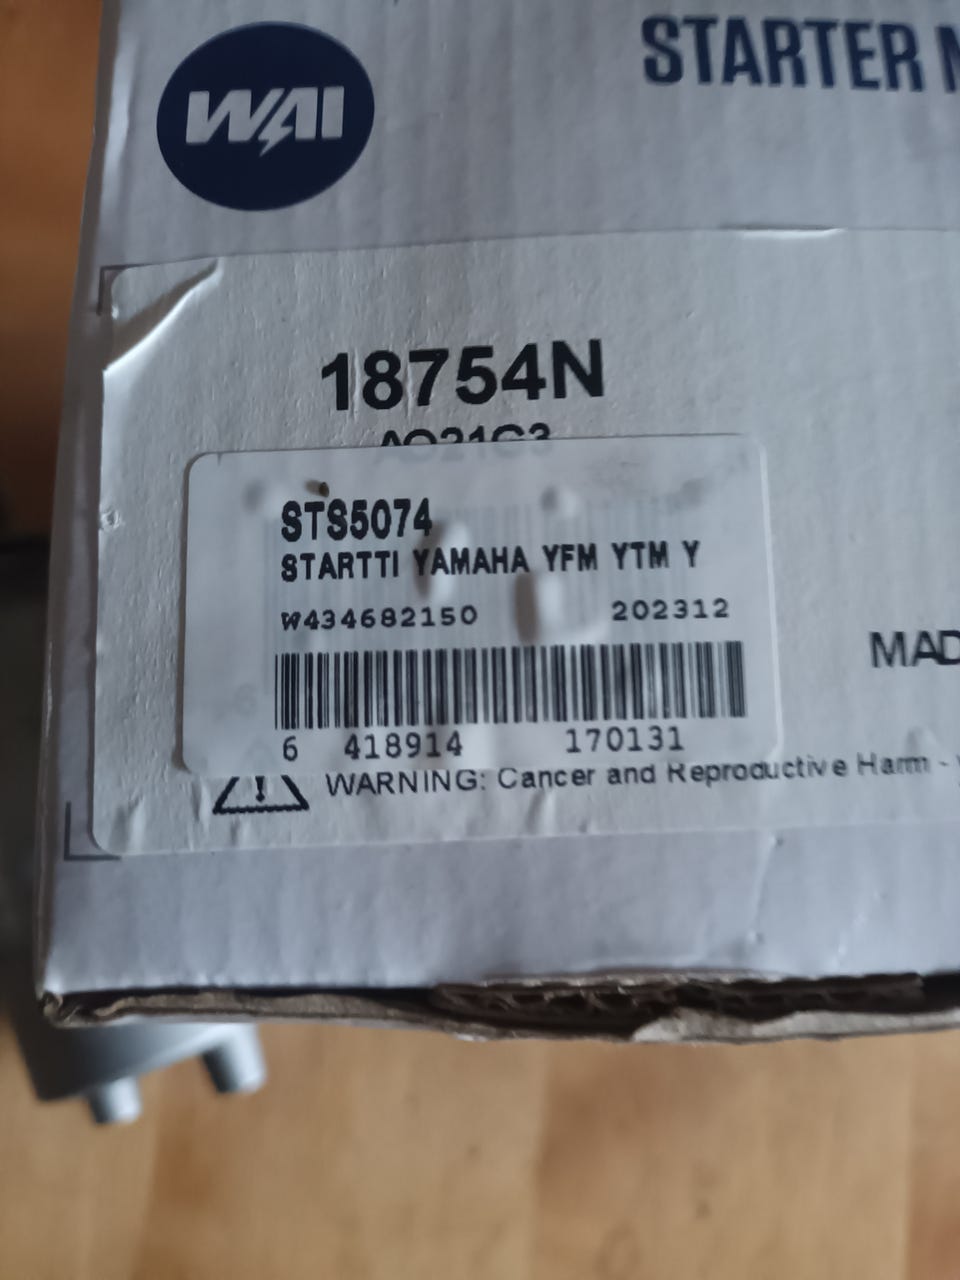 WAI
STARTER
18754N
STS5074
STARTTI YAMAHA YFM YTM Y
W434682150 202312
MAD
6 418914 170131
WARNING: Cancer and Reproductive Harm -